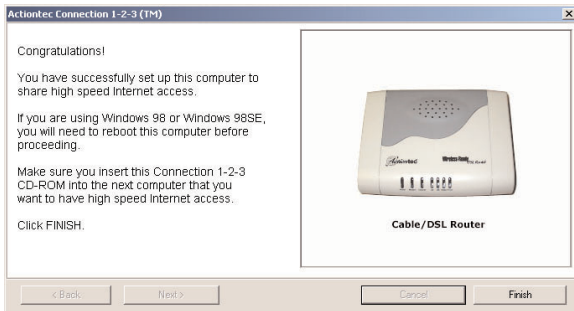 Actiontec Connection 1-2-3 (TM)
Congratulations!
You have successfully set up this computer to
share high speed Internet access.
If you are using Windows 98 or Windows 98SE,
you will need to reboot this computer before
proceeding.
Make sure you insert this Connection 1-2-3
CD-ROM into the next computer that you
want to have high speed Internet access.
Click FINISH.
Actiontec
Wireless-Ready
Cable/DSL Router
< Back
Next >
Cancel
Finish